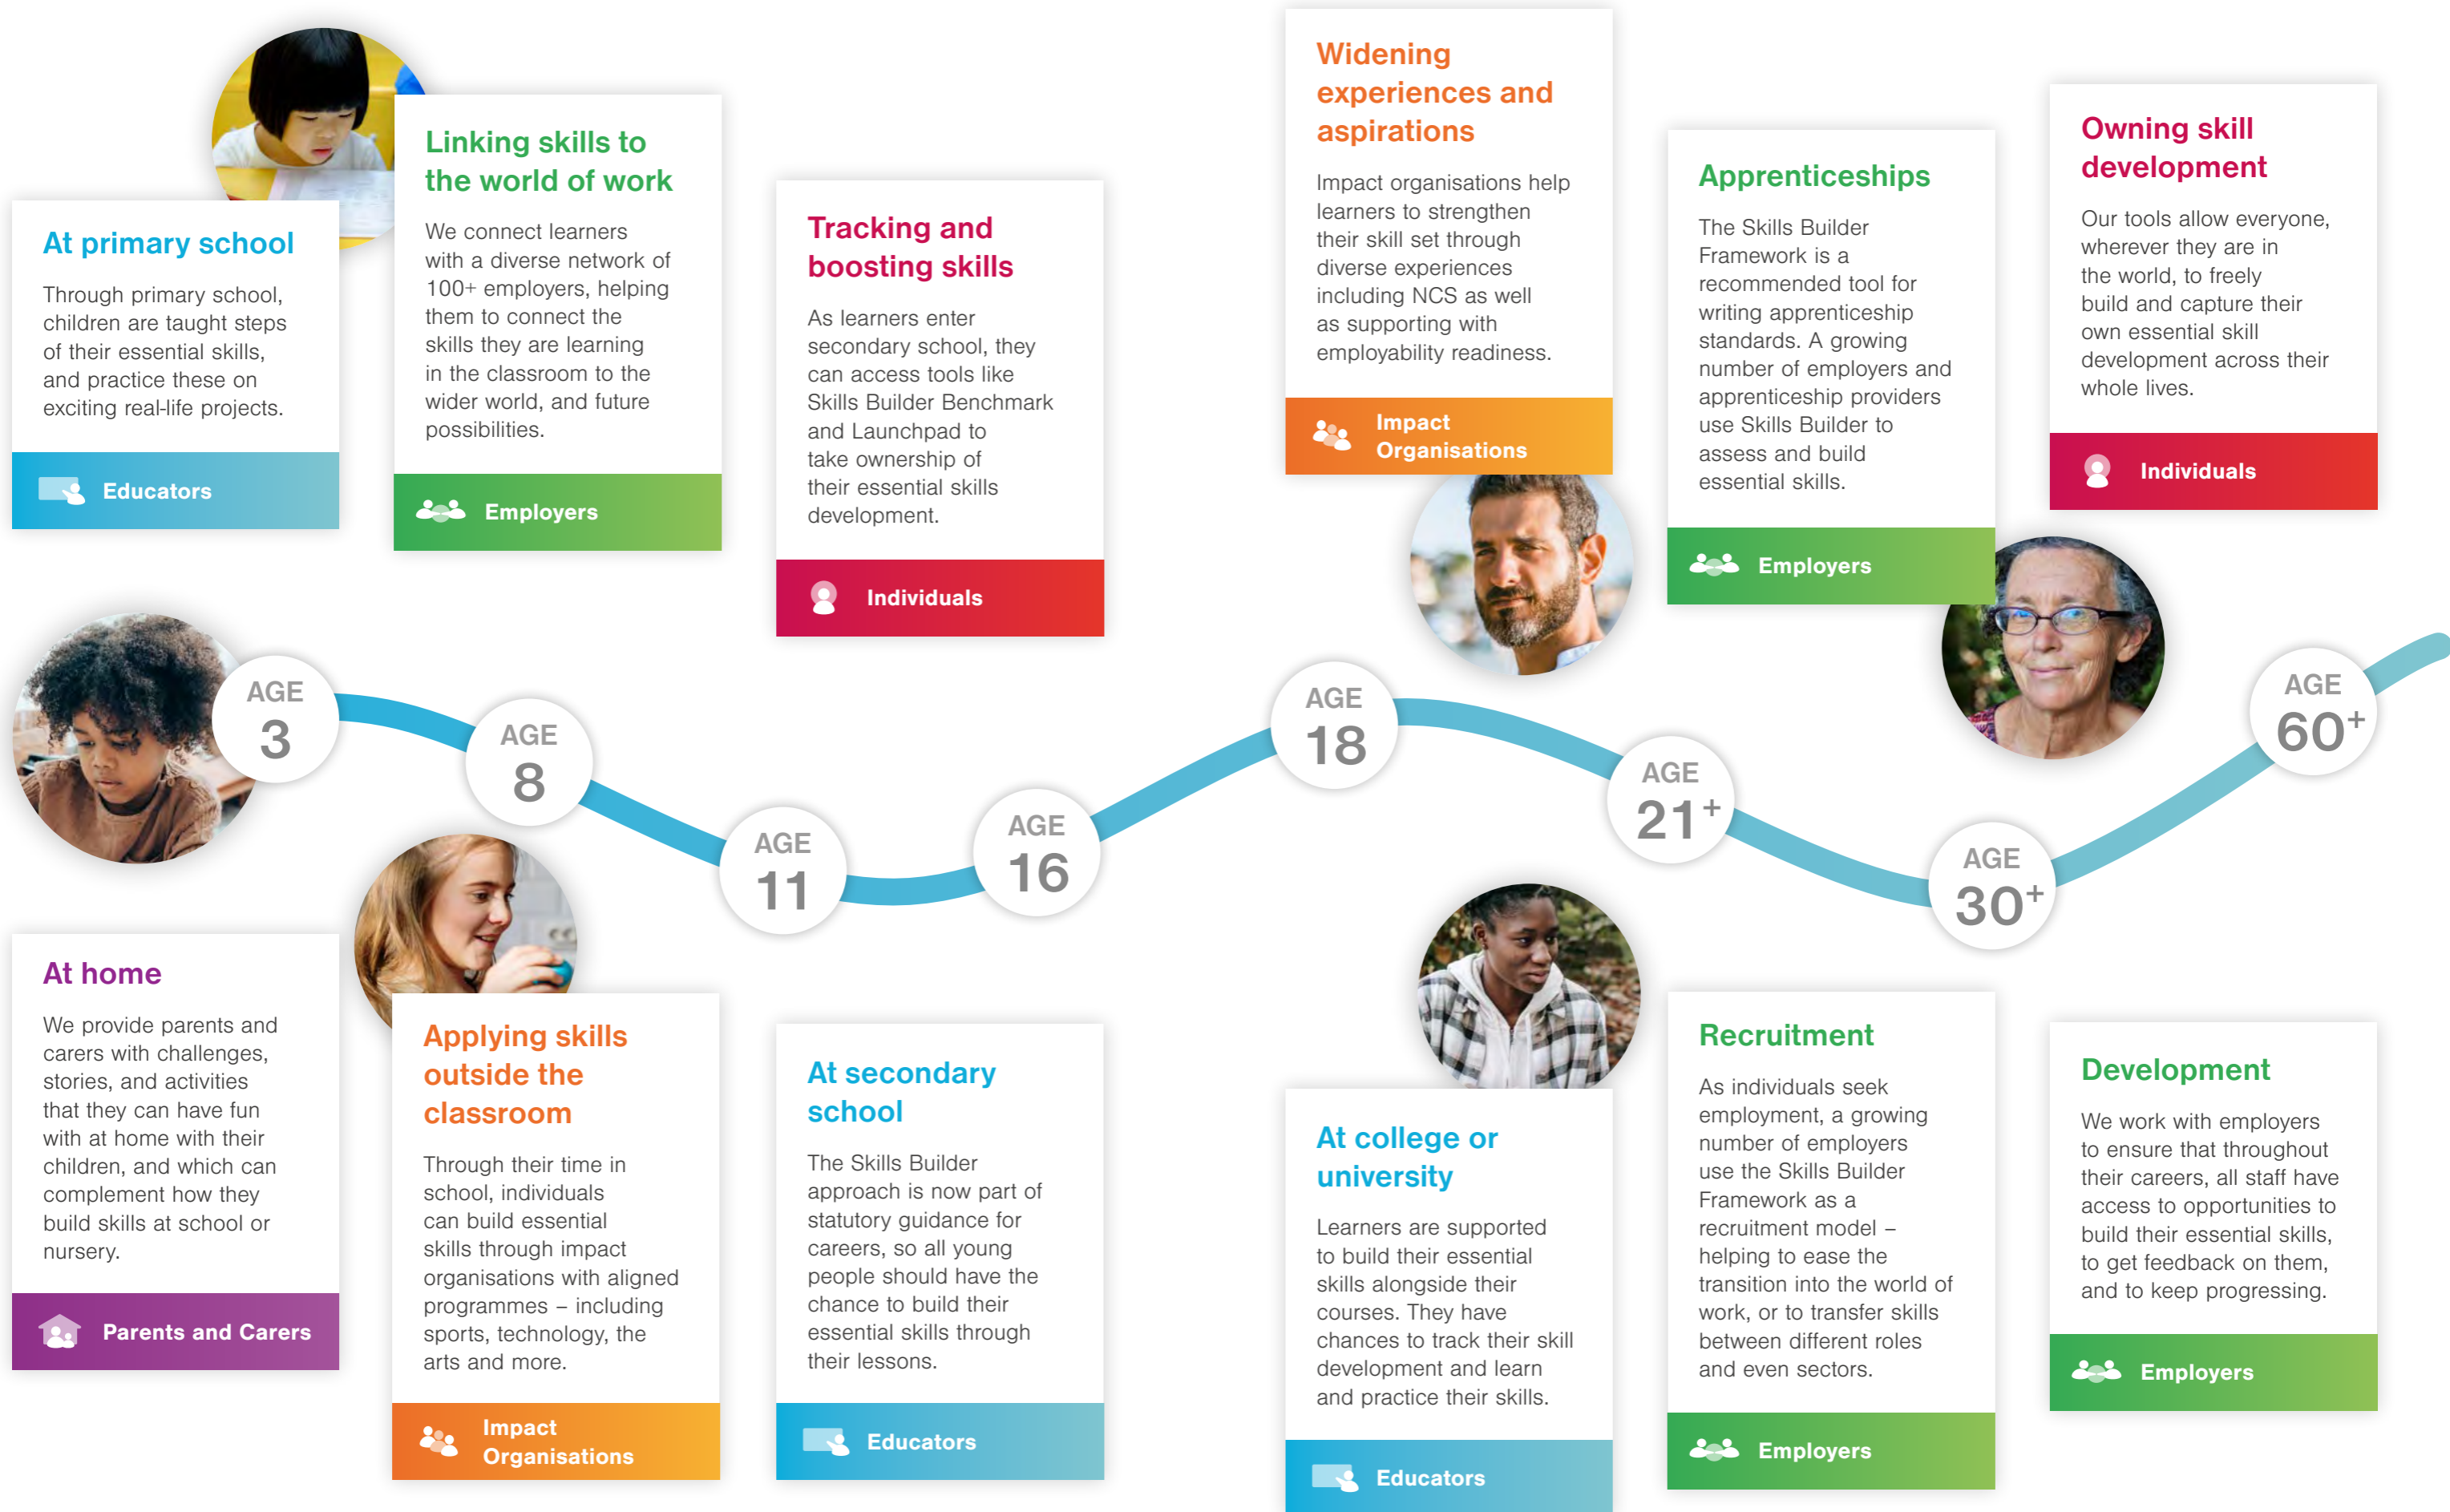 At primary school
Through primary school,
children are taught steps
of their essential skills,
and practice these on
exciting real-life projects.
Educators
Linking skills to
the world of work
We connect learners
with a diverse network of
100+ employers, helping
them to connect the
skills they are learning
in the classroom to the
wider world, and future
possibilities.
Employers
Tracking and
boosting skills
As learners enter
secondary school, they
can access tools like
Skills Builder Benchmark
and Launchpad to
take ownership of
their essential skills
development.
Individuals
Widening
experiences and
aspirations
Impact organisations help
learners to strengthen
their skill set through
diverse experiences
including NCS as well
as supporting with
employability readiness.
Impact
Organisations
Apprenticeships
The Skills Builder
Framework is a
recommended tool for
writing apprenticeship
standards. A growing
number of employers and
apprenticeship providers
use Skills Builder to
assess and build
essential skills.
Employers
Owning skill
development
Our tools allow everyone,
wherever they are in
the world, to freely
build and capture their
own essential skill
development across their
whole lives.
Individuals
AGE
3
AGE
8
AGE
11
AGE
16
AGE
18
AGE
21+
AGE
30+
AGE
60+
At home
We provide parents and
carers with challenges,
stories, and activities
that they can have fun
with at home with their
children, and which can
complement how they
build skills at school or
nursery.
Parents and Carers
Applying skills
outside the
classroom
Through their time in
school, individuals
can build essential
skills through impact
organisations with aligned
programmes – including
sports, technology, the
arts and more.
Impact
Organisations
At secondary
school
The Skills Builder
approach is now part of
statutory guidance for
careers, so all young
people should have the
chance to build their
essential skills through
their lessons.
Educators
At college or
university
Learners are supported
to build their essential
skills alongside their
courses. They have
chances to track their skill
development and learn
and practice their skills.
Educators
Recruitment
As individuals seek
employment, a growing
number of employers
use the Skills Builder
Framework as a
recruitment model –
helping to ease the
transition into the world of
work, or to transfer skills
between different roles
and even sectors.
Employers
Development
We work with employers
to ensure that throughout
their careers, all staff have
access to opportunities to
build their essential skills,
to get feedback on them,
and to keep progressing.
Employers